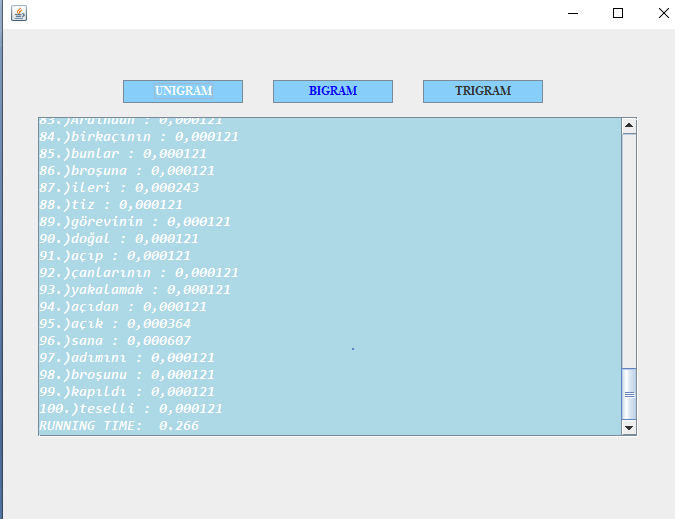 UNIGRAM BIGRAM TRIGRAM
83.)Ardından : 0,000121
84.)birkaçının : 0,000121
85.)bunlar : 0,000121
86.)broşuna : 0,000121
87.)ileri : 0,000243
88.)tiz : 0,000121
89.)görevinin : 0,000121
90.)doğal : 0,000121
91.)açıp : 0,000121
92.)çanlarının : 0,000121
93.)yakalamak : 0,000121
94.)açıdan : 0,000121
95.)açık : 0,000364
96.)sana : 0,000607
97.)adımını : 0,000121
98.)broşunu : 0,000121
99.)kapıldı : 0,000121
100.)teselli : 0,000121
RUNNING TIME:  0.266